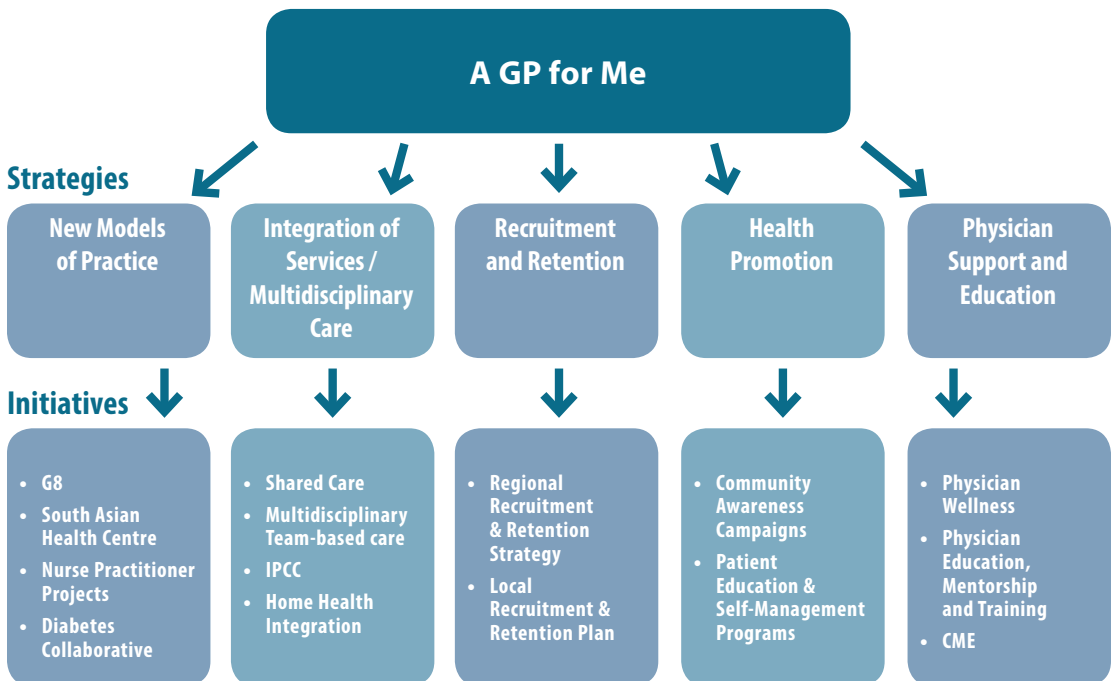 A GP for Me
Strategies
New Models
of Practice
Integration of
Services /
Multidisciplinary
Care
Recruitment
and Retention
Health
Promotion
Physician
Support and
Education
Initiatives
• G8
• South Asian
Health Centre
• Nurse Practitioner
Projects
• Diabetes
Collaborative
• Shared Care
• Multidisciplinary
Team-based care
• IPCC
• Home Health
Integration
• Regional
Recruitment
& Retention
Strategy
• Local
Recruitment &
Retention Plan
• Community
Awareness
Campaigns
• Patient
Education &
Self-Management
Programs
• Physician
Wellness
• Physician
Education,
Mentorship
and Training
• CME